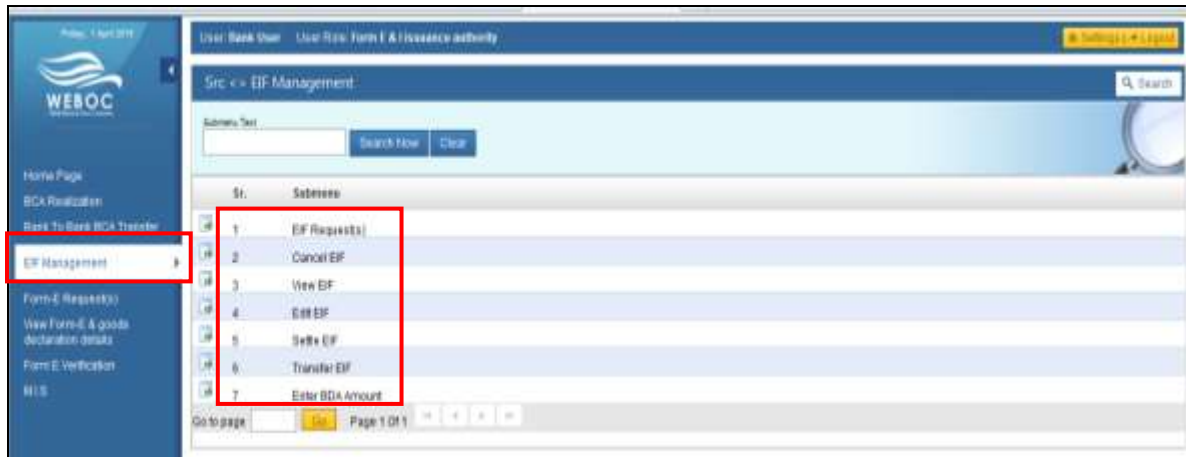 Friday, 1 April 2016
User: Bank User User Role: Form E & I issuance authority
Settings | Logout
WEBOC
Src <> EIF Management
Search
Submenu Text
Search Now Clear
Home Page
BCA Realization
Bank To Bank BCA Transfer
EIF Management
Form-E Request(s)
View Form-E & goods
declaration details
Form E Verification
M I S
Sr. Submenu
1 EIF Request(s)
2 Cancel EIF
3 View EIF
4 Edit EIF
5 Settle EIF
6 Transfer EIF
7 Enter BDA Amount
Go to page Go Page 1 Of 1